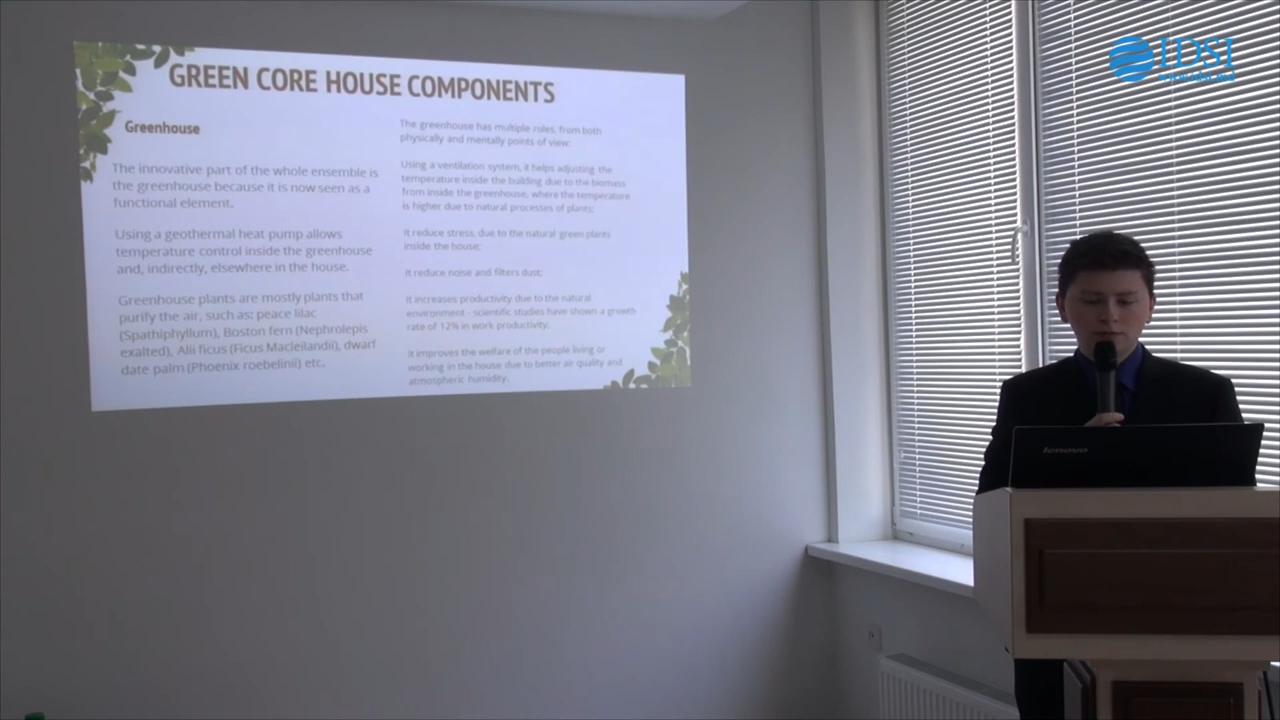 GREEN CORE HOUSE COMPONENTS
Greenhouse
The innovative part of the whole ensemble is
the greenhouse because it is now seen as a
functional element.
Using a geothermal heat pump allows
temperature control inside the greenhouse
and, indirectly, elsewhere in the house.
Greenhouse plants are mostly plants that
purify the air, such as: peace lilac
(Spathiphyllum), Boston fern (Nephrolepis
exalted), Alii ficus (Ficus Macleilandii), dwarf
date palm (Phoenix roebelinii) etc.
The greenhouse has multiple roles, from both
physically and mentally points of view:
Using a ventilation system, it helps adjusting the
temperature inside the building due to the biomass
from inside the greenhouse, where the temperature
is higher due to natural processes of plants;
It reduce stress, due to the natural green plants
inside the house;
It reduce noise and filters dust;
It increases productivity due to the natural
environment - scientific studies have shown a growth
rate of 12% in work productivity.
It improves the welfare of the people living or
working in the house due to better air quality and
atmospheric humidity.
IDSI
www.idsi.md
lenovo